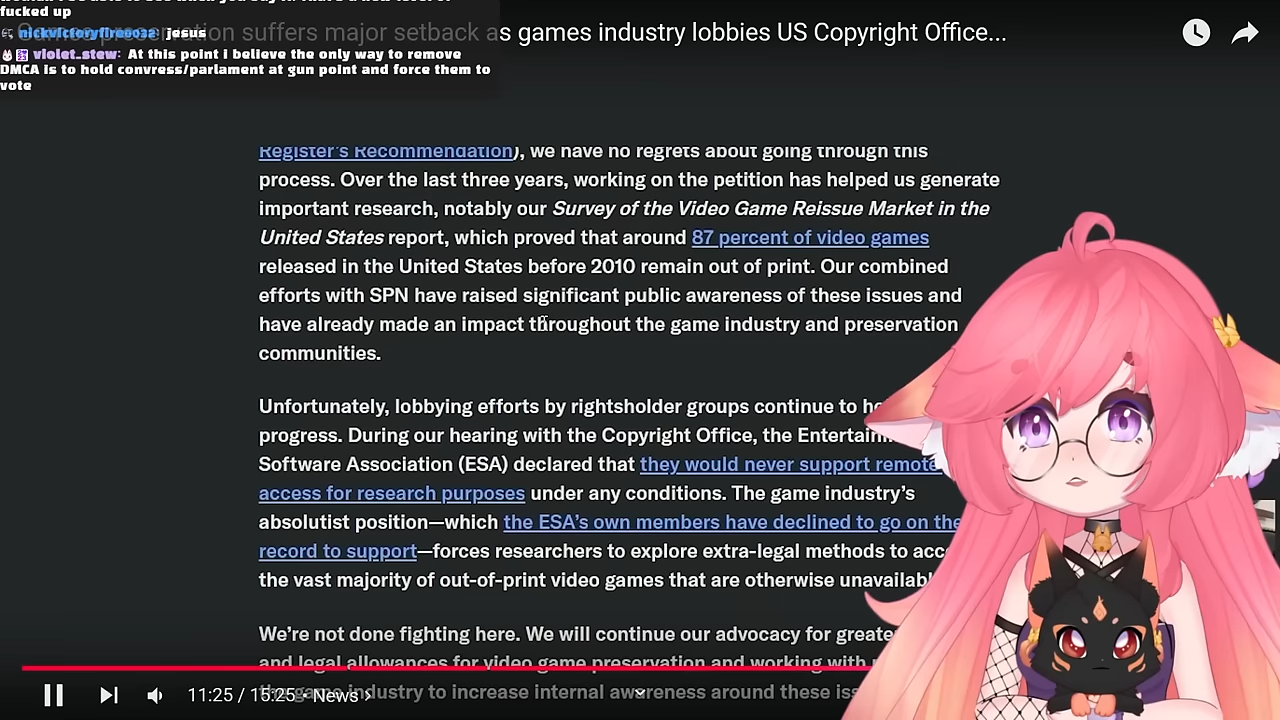 fucked up
nickvictoryfire0032 jesus
violet_stew: At this point i believe the only way to remove
DMCA is to hold convress/parlament at gun point and force them to
vote
suffers major setback as games industry lobbies US Copyright Office...
Register's Recommendation), we have no regrets about going through this
process. Over the last three years, working on the petition has helped us generate
important research, notably our Survey of the Video Game Reissue Market in the
United States report, which proved that around 87 percent of video games
released in the United States before 2010 remain out of print. Our combined
efforts with SPN have raised significant public awareness of these issues and
have already made an impact throughout the game industry and preservation
communities.
Unfortunately, lobbying efforts by rightsholder groups continue to
progress. During our hearing with the Copyright Office, the
Software Association (ESA) declared that they would never support remote
access for research purposes under any conditions. The game industry's
absolutist position—which the ESA's own members have declined to go on the
record to support—forces researchers to explore extra-legal methods to
the vast majority of out-of-print video games that are otherwise
We're not done fighting here. We will continue our advocacy for
and legal allowances for video game preservation and working with
game industry to increase internal awareness around these
11:25 / 15:25 • News >